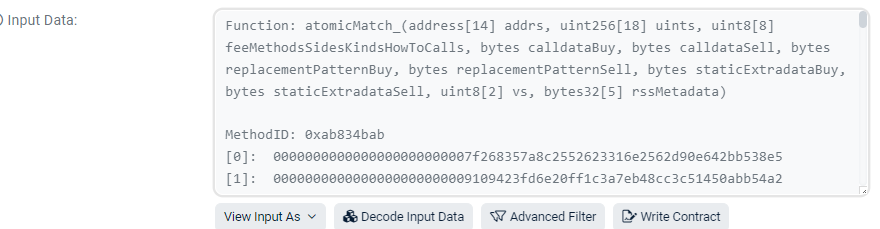 Input Data:
Function: atomicMatch_(address[14] addrs, uint256[18] uints, uint8[8]
feeMethodsSidesKindsHowToCalls, bytes calldataBuy, bytes calldataSell, bytes
replacementPatternBuy, bytes replacementPatternSell, bytes staticExtradataBuy,
bytes staticExtradataSell, uint8[2] vs, bytes32[5] rssMetadata)
MethodID: 0xab834bab
[0]: 0000000000000000000000007f268357a8c2552623316e2562d90e642bb538e5
[1]: 0000000000000000000000009109423fd6e20ff1c3a7eb48cc3c51450abb54a2
View Input As
Decode Input Data
Advanced Filter
Write Contract